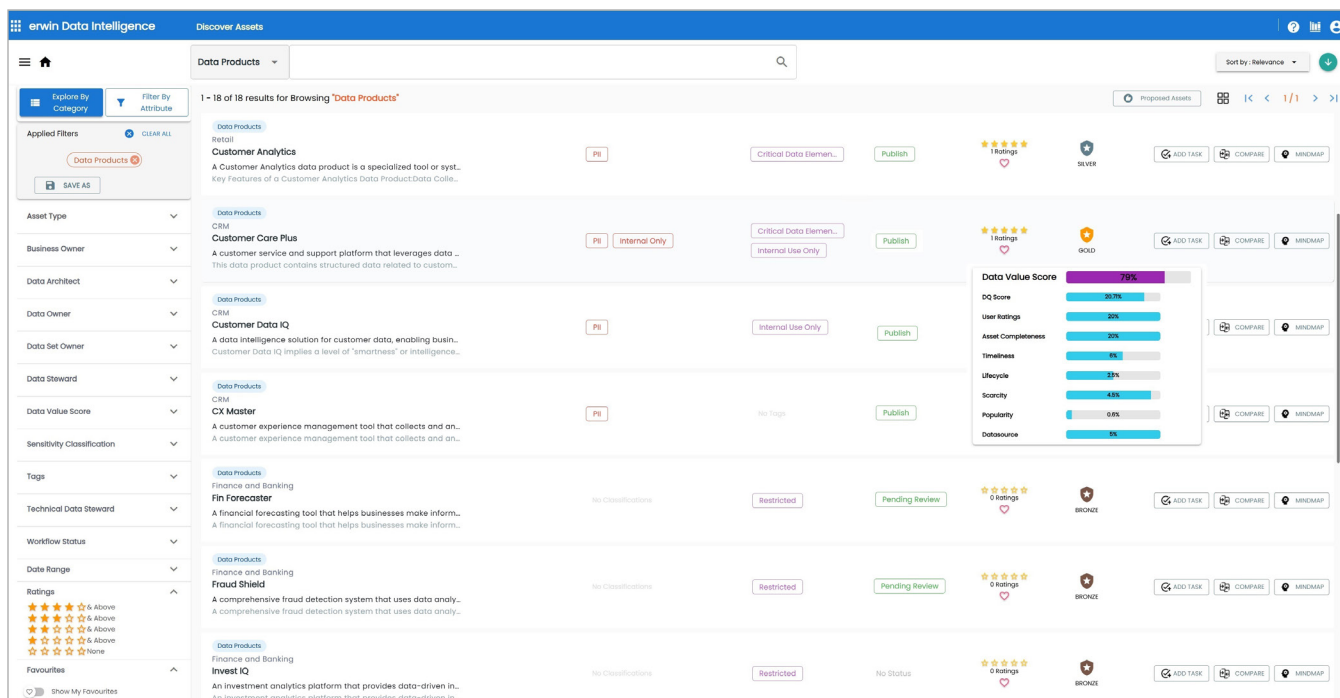 erwin Data Intelligence
Discover Assets
Data Products
Sort by : Relevance
Explore By
Category
Filter By
Attribute
1 - 18 of 18 results for Browsing "Data Products"
Proposed Assets
1 / 1
Applied Filters
CLEAR ALL
Data Products
SAVE AS
Asset Type
Business Owner
Data Architect
Data Owner
Data Set Owner
Data Steward
Data Value Score
Sensitivity Classification
Tags
Technical Data Steward
Workflow Status
Date Range
Ratings
& Above
& Above
& Above
& Above
None
Favourites
Show My Favourites
Data Products
Retail
Customer Analytics
A Customer Analytics data product is a specialized tool or syst...
Key Features of a Customer Analytics Data Product:Data Colle...
PII
Critical Data Elemen...
Publish
1 Ratings
SILVER
ADD TASK
COMPARE
MINDMAP
Data Products
CRM
Customer Care Plus
A customer service and support platform that leverages data ...
This data product contains structured data related to custom...
PII
Internal Only
Critical Data Elemen...
Internal Use Only
Publish
1 Ratings
GOLD
ADD TASK
COMPARE
MINDMAP
Data Value Score 79%
DQ Score 20.71%
User Ratings 20%
Asset Completeness 20%
Timeliness 6%
Lifecycle 2.5%
Scarcity 4.5%
Popularity 0.6%
Datasource 5%
Data Products
CRM
Customer Data IQ
A data intelligence solution for customer data, enabling busin...
Customer Data IQ implies a level of "smartness" or intelligence...
PII
Internal Use Only
Publish
COMPARE
MINDMAP
Data Products
CRM
CX Master
A customer experience management tool that collects and an...
A customer experience management tool that collects and an...
PII
No Tags
Publish
COMPARE
MINDMAP
Data Products
Finance and Banking
Fin Forecaster
A financial forecasting tool that helps businesses make inform...
A financial forecasting tool that helps businesses make inform...
No Classifications
Restricted
Pending Review
0 Ratings
BRONZE
ADD TASK
COMPARE
MINDMAP
Data Products
Finance and Banking
Fraud Shield
A comprehensive fraud detection system that uses data analy...
A comprehensive fraud detection system that uses data analy...
No Classifications
Restricted
Pending Review
0 Ratings
BRONZE
ADD TASK
COMPARE
MINDMAP
Data Products
Finance and Banking
Invest IQ
An investment analytics platform that provides data-driven in...
An investment analytics platform that provides data-driven in...
No Classifications
Restricted
No Status
0 Ratings
BRONZE
ADD TASK
COMPARE
MINDMAP